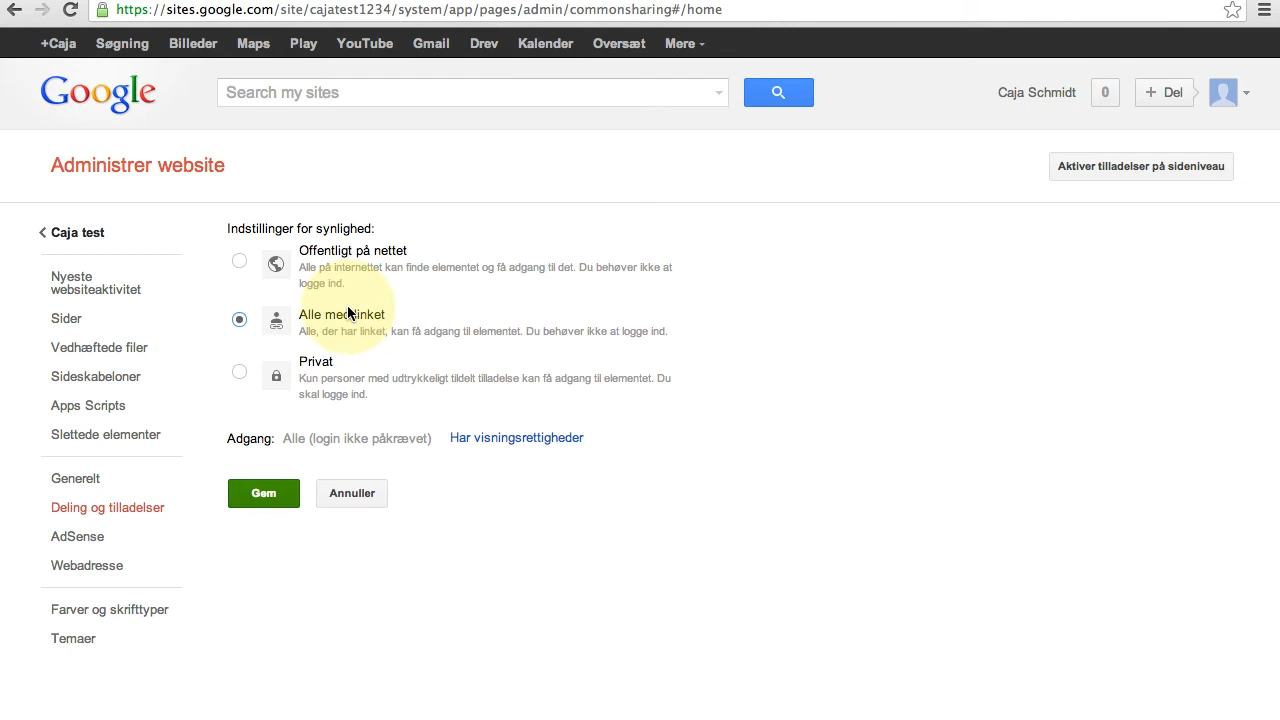 https://sites.google.com/site/cajatest1234/system/app/pages/admin/commonsharing#/home
+Caja Søgning Billeder Maps Play YouTube Gmail Drev Kalender Oversæt Mere
Google Search my sites Caja Schmidt 0 + Del
Administrer website Aktiver tilladelser på sideniveau
Caja test
Nyeste
websiteaktivitet
Sider
Vedhæftede filer
Sideskabeloner
Apps Scripts
Slettede elementer
Generelt
Deling og tilladelser
AdSense
Webadresse
Farver og skrifttyper
Temaer
Indstillinger for synlighed:
Offentligt på nettet
Alle på internettet kan finde elementet og få adgang til det. Du behøver ikke at
logge ind.
Alle med linket
Alle, der har linket, kan få adgang til elementet. Du behøver ikke at logge ind.
Privat
Kun personer med udtrykkeligt tildelt tilladelse kan få adgang til elementet. Du
skal logge ind.
Adgang: Alle (login ikke påkrævet) Har visningsrettigheder
Gem Annuller